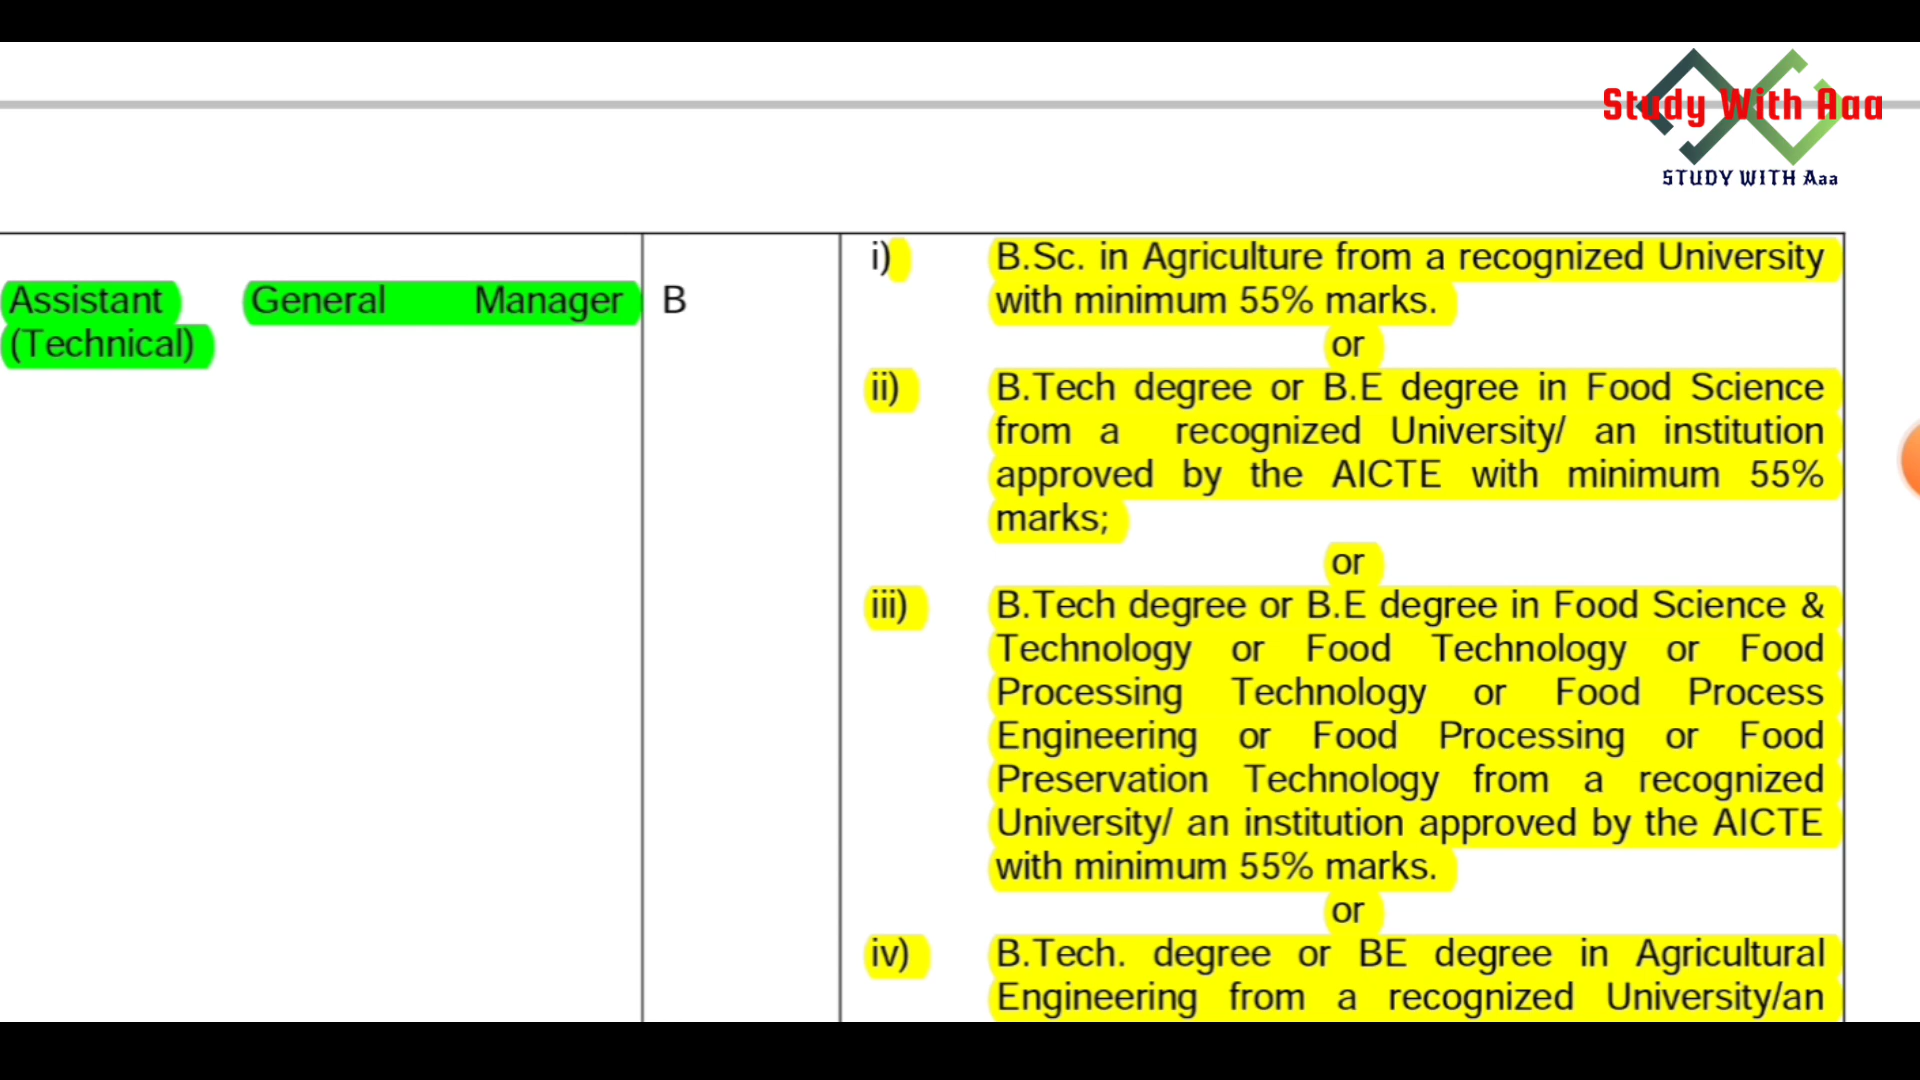 Study With Aaa
STUDY WITH Aaa
Assistant General Manager
(Technical)
B
i) B.Sc. in Agriculture from a recognized University
with minimum 55% marks.
or
ii) B.Tech degree or B.E degree in Food Science
from a recognized University/ an institution
approved by the AICTE with minimum 55%
marks;
or
iii) B.Tech degree or B.E degree in Food Science &
Technology or Food Technology or Food
Processing Technology or Food Process
Engineering or Food Processing or Food
Preservation Technology from a recognized
University/ an institution approved by the AICTE
with minimum 55% marks.
or
iv) B.Tech. degree or BE degree in Agricultural
Engineering from a recognized University/an